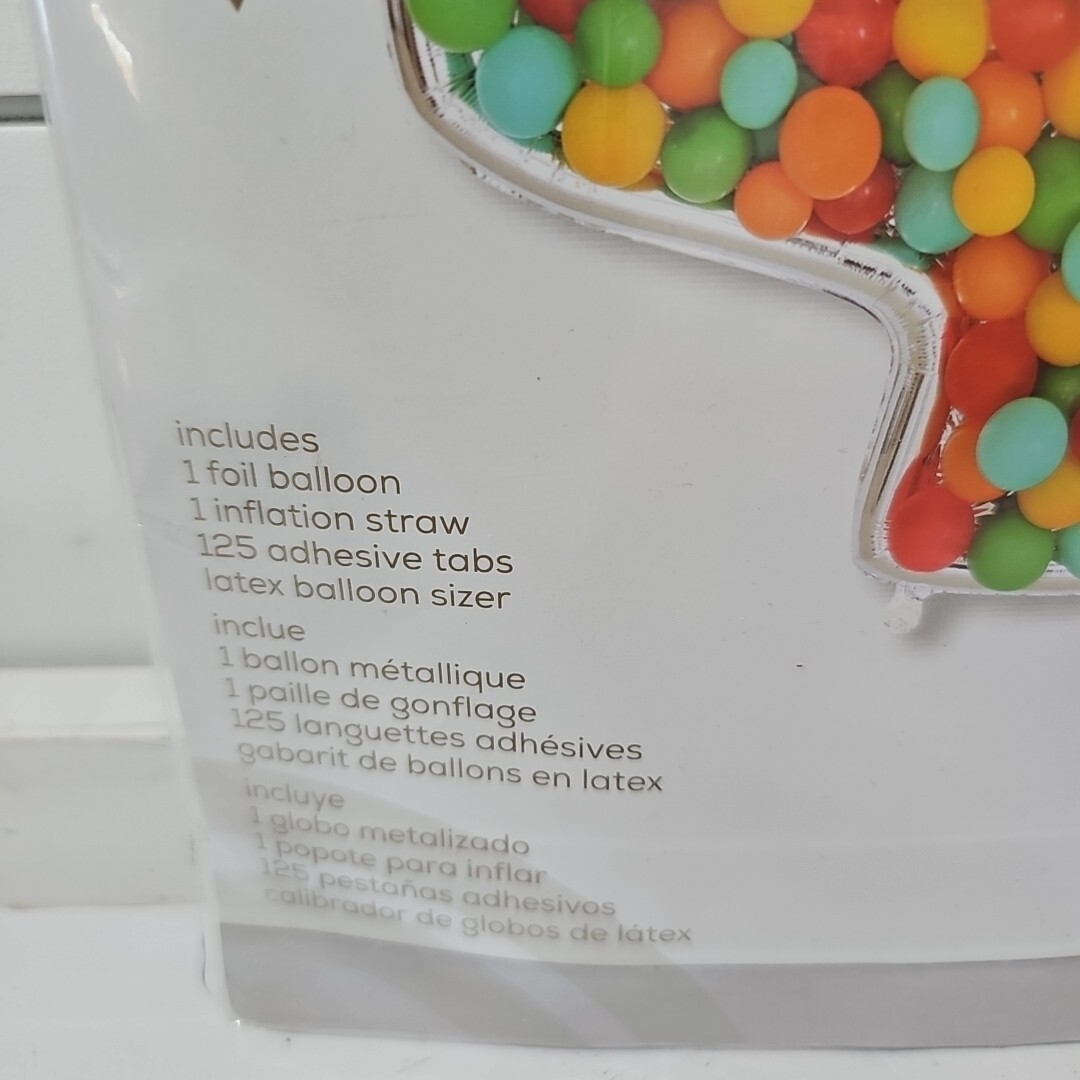 includes
1 foil balloon
1 inflation straw
125 adhesive tabs
latex balloon sizer
inclue
1 ballon métallique
1 paille de gonflage
125 languettes adhésives
gabarit de ballons en latex
incluye
1 globo metalizado
1 popote para inflar
125 pestañas adhesivos
calibrador de globos de látex